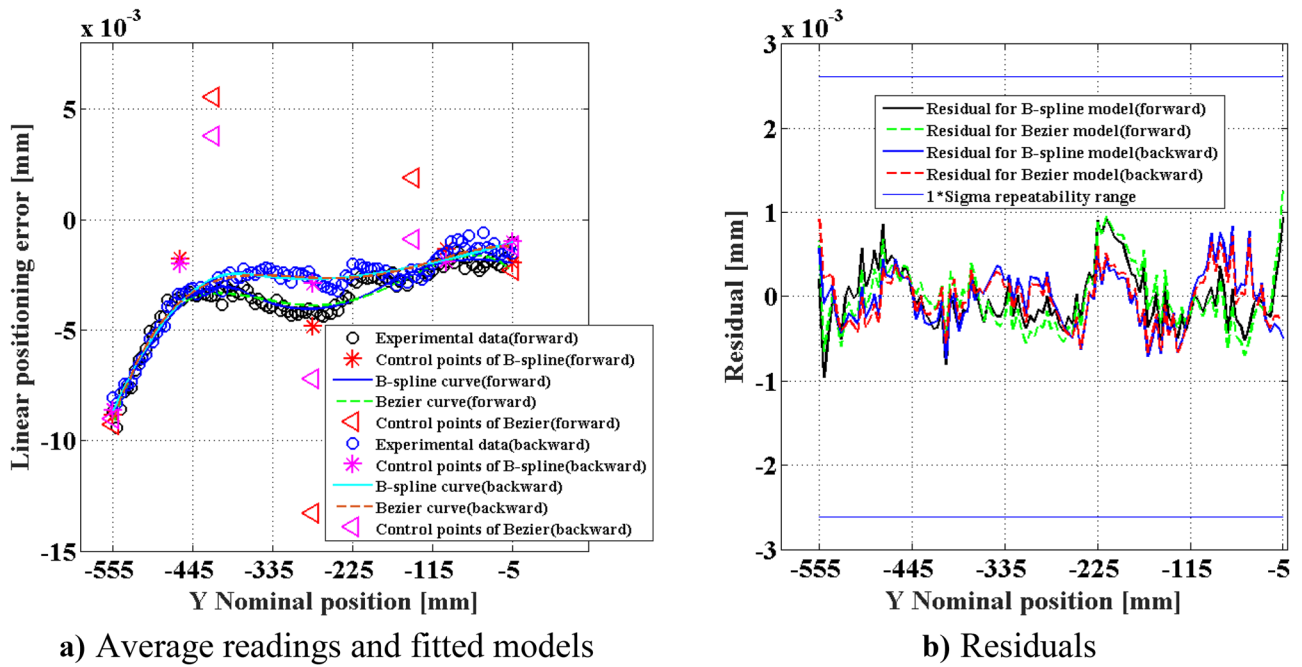 x 10⁻³
5
0
-5
-10
-15
Linear positioning error [mm]
Experimental data(forward)
Control points of B-spline(forward)
B-spline curve(forward)
Bezier curve(forward)
Control points of Bezier(forward)
Experimental data(backward)
Control points of B-spline(backward)
B-spline curve(backward)
Bezier curve(backward)
Control points of Bezier(backward)
-555 -445 -335 -225 -115 -5
Y Nominal position [mm]
a) Average readings and fitted models
x 10⁻³
3
2
1
0
-1
-2
-3
Residual [mm]
Residual for B-spline model(forward)
Residual for Bezier model(forward)
Residual for B-spline model(backward)
Residual for Bezier model(backward)
1*Sigma repeatability range
-555 -445 -335 -225 -115 -5
Y Nominal position [mm]
b) Residuals